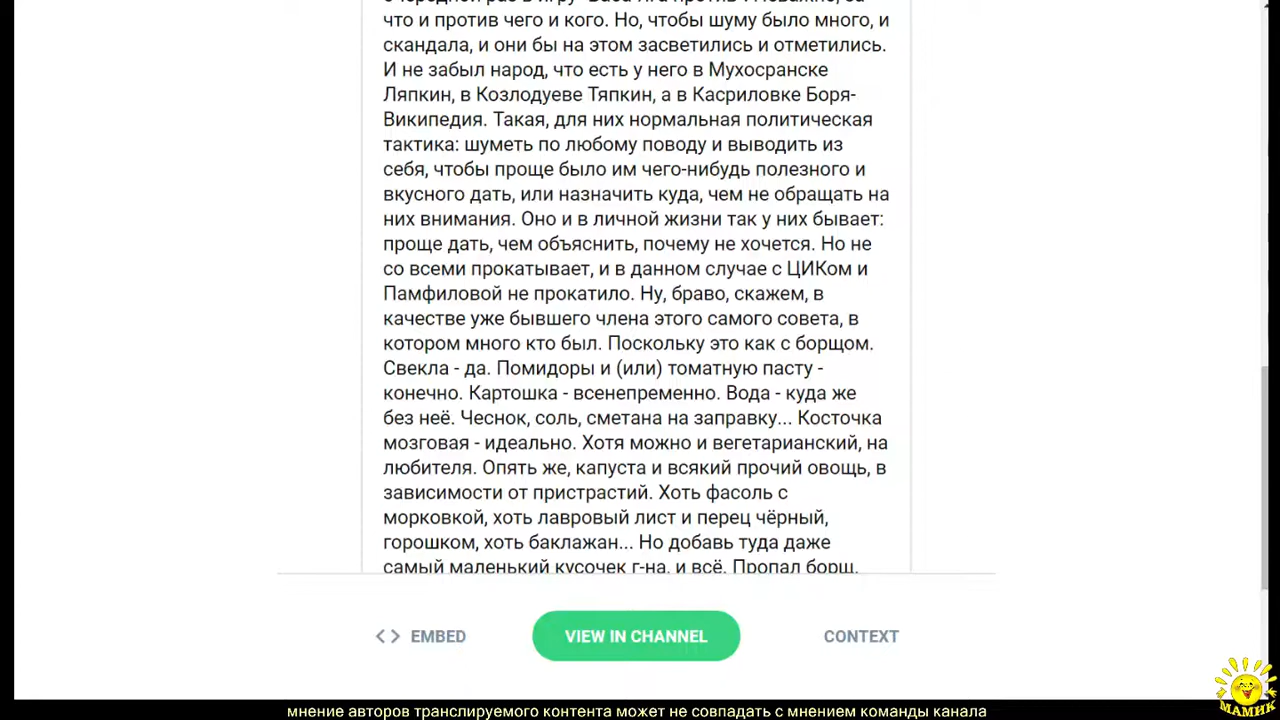 что и против чего и кого. Но, чтобы шуму было много, и
скандала, и они бы на этом засветились и отметились.
И не забыл народ, что есть у него в Мухосранске
Ляпкин, в Козлодуеве Тяпкин, а в Касриловке Боря-
Википедия. Такая, для них нормальная политическая
тактика: шуметь по любому поводу и выводить из
себя, чтобы проще было им чего-нибудь полезного и
вкусного дать, или назначить куда, чем не обращать на
них внимания. Оно и в личной жизни так у них бывает:
проще дать, чем объяснить, почему не хочется. Но не
со всеми прокатывает, и в данном случае с ЦИКом и
Памфиловой не прокатило. Ну, браво, скажем, в
качестве уже бывшего члена этого самого совета, в
котором много кто был. Поскольку это как с борщом.
Свекла - да. Помидоры и (или) томатную пасту -
конечно. Картошка - всенепременно. Вода - куда же
без неё. Чеснок, соль, сметана на заправку... Косточка
мозговая - идеально. Хотя можно и вегетарианский, на
любителя. Опять же, капуста и всякий прочий овощ, в
зависимости от пристрастий. Хоть фасоль с
морковкой, хоть лавровый лист и перец чёрный,
горошком, хоть баклажан... Но добавь туда даже
самый маленький кусочек г-на, и всё. Пропал борщ.
EMBED
VIEW IN CHANNEL
CONTEXT
МАМИК
мнение авторов транслируемого контента может не совпадать с мнением команды канала